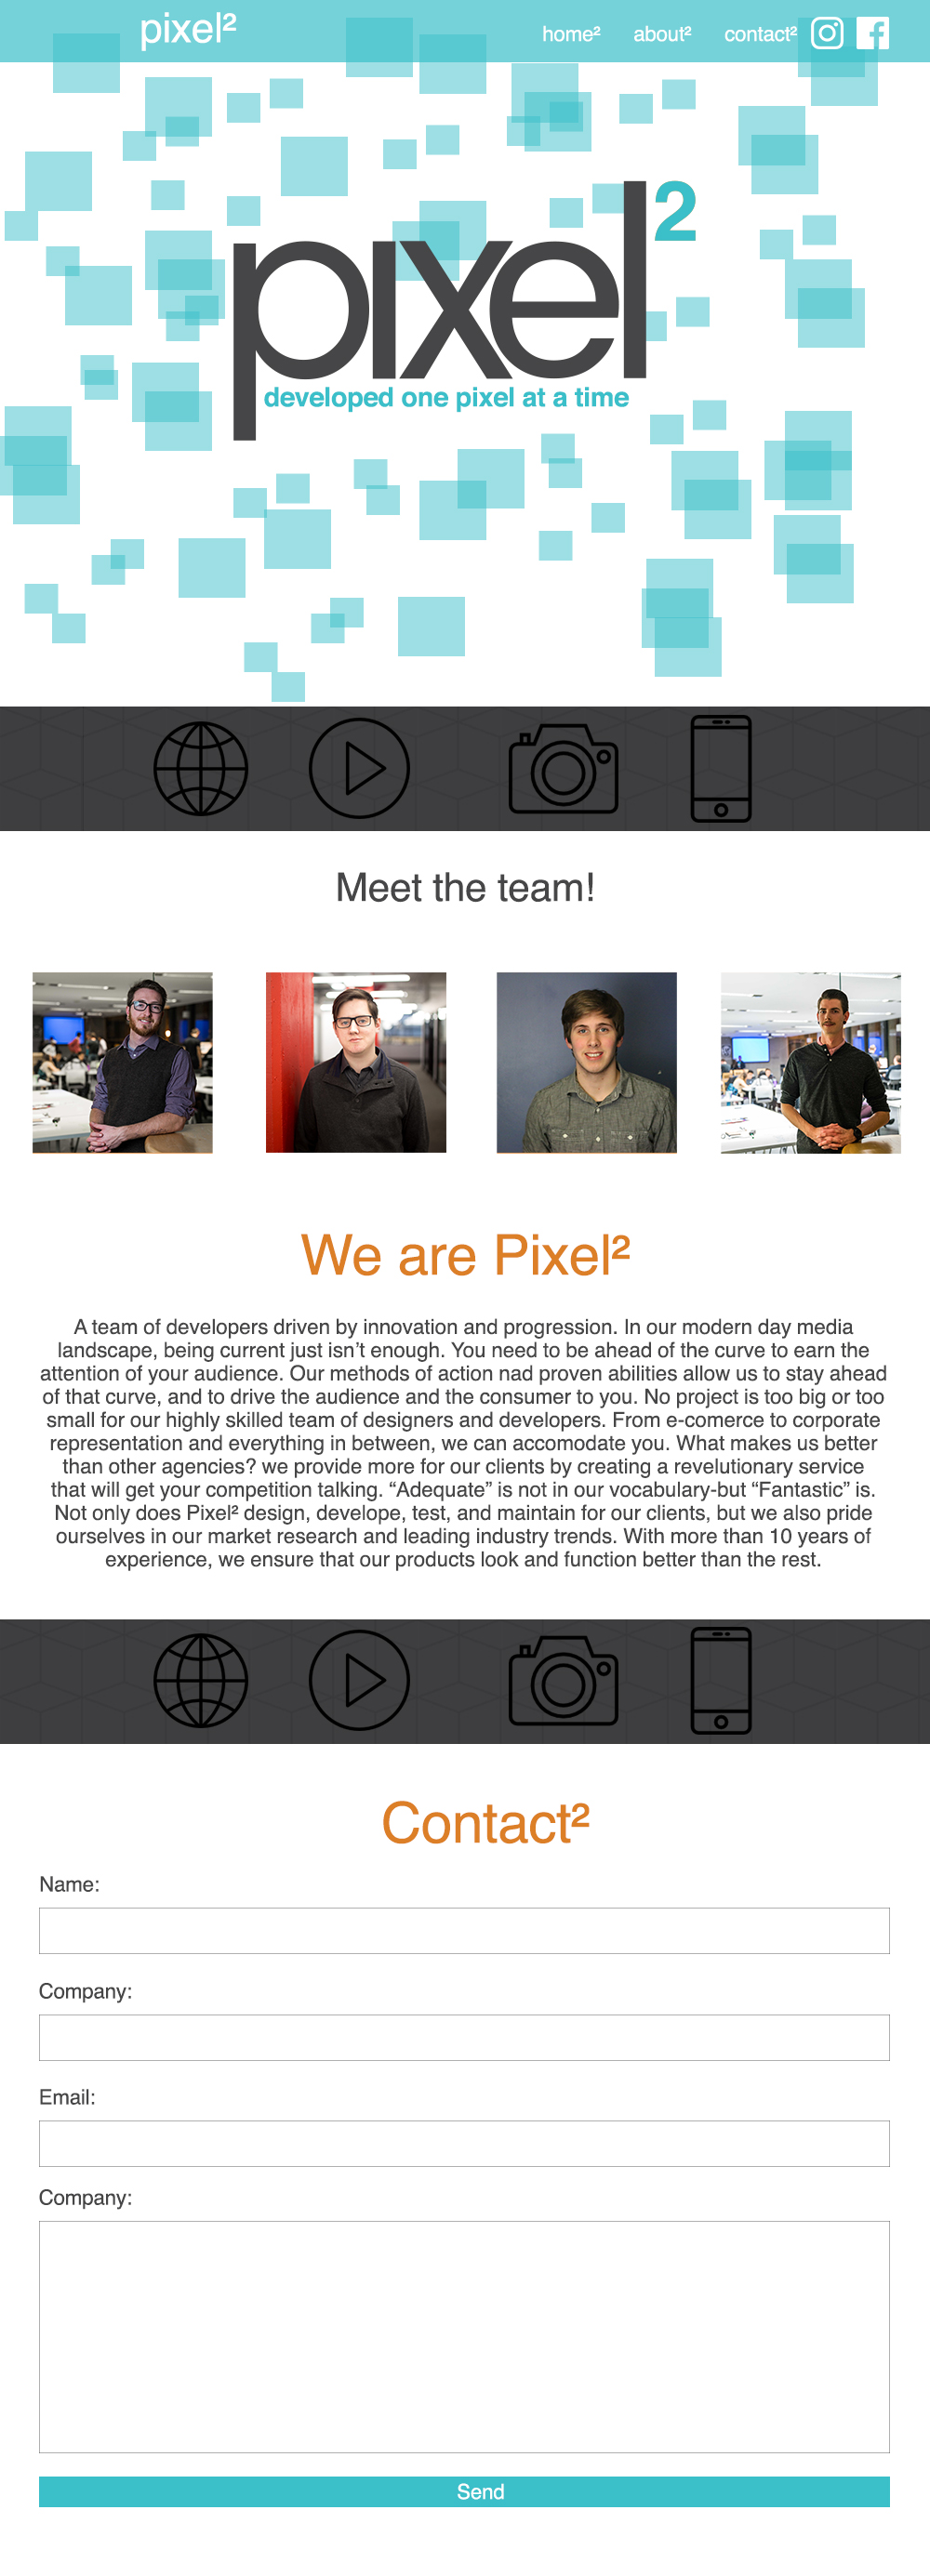 pixel²
home² about² contact²
pixel²
developed one pixel at a time
Meet the team!
We are Pixel²
A team of developers driven by innovation and progression. In our modern day media
landscape, being current just isn’t enough. You need to be ahead of the curve to earn the
attention of your audience. Our methods of action nad proven abilities allow us to stay ahead
of that curve, and to drive the audience and the consumer to you. No project is too big or too
small for our highly skilled team of designers and developers. From e-comerce to corporate
representation and everything in between, we can accomodate you. What makes us better
than other agencies? we provide more for our clients by creating a revelutionary service
that will get your competition talking. “Adequate” is not in our vocabulary-but “Fantastic” is.
Not only does Pixel² design, develope, test, and maintain for our clients, but we also pride
ourselves in our market research and leading industry trends. With more than 10 years of
experience, we ensure that our products look and function better than the rest.
Contact²
Name:
Company:
Email:
Company:
Send